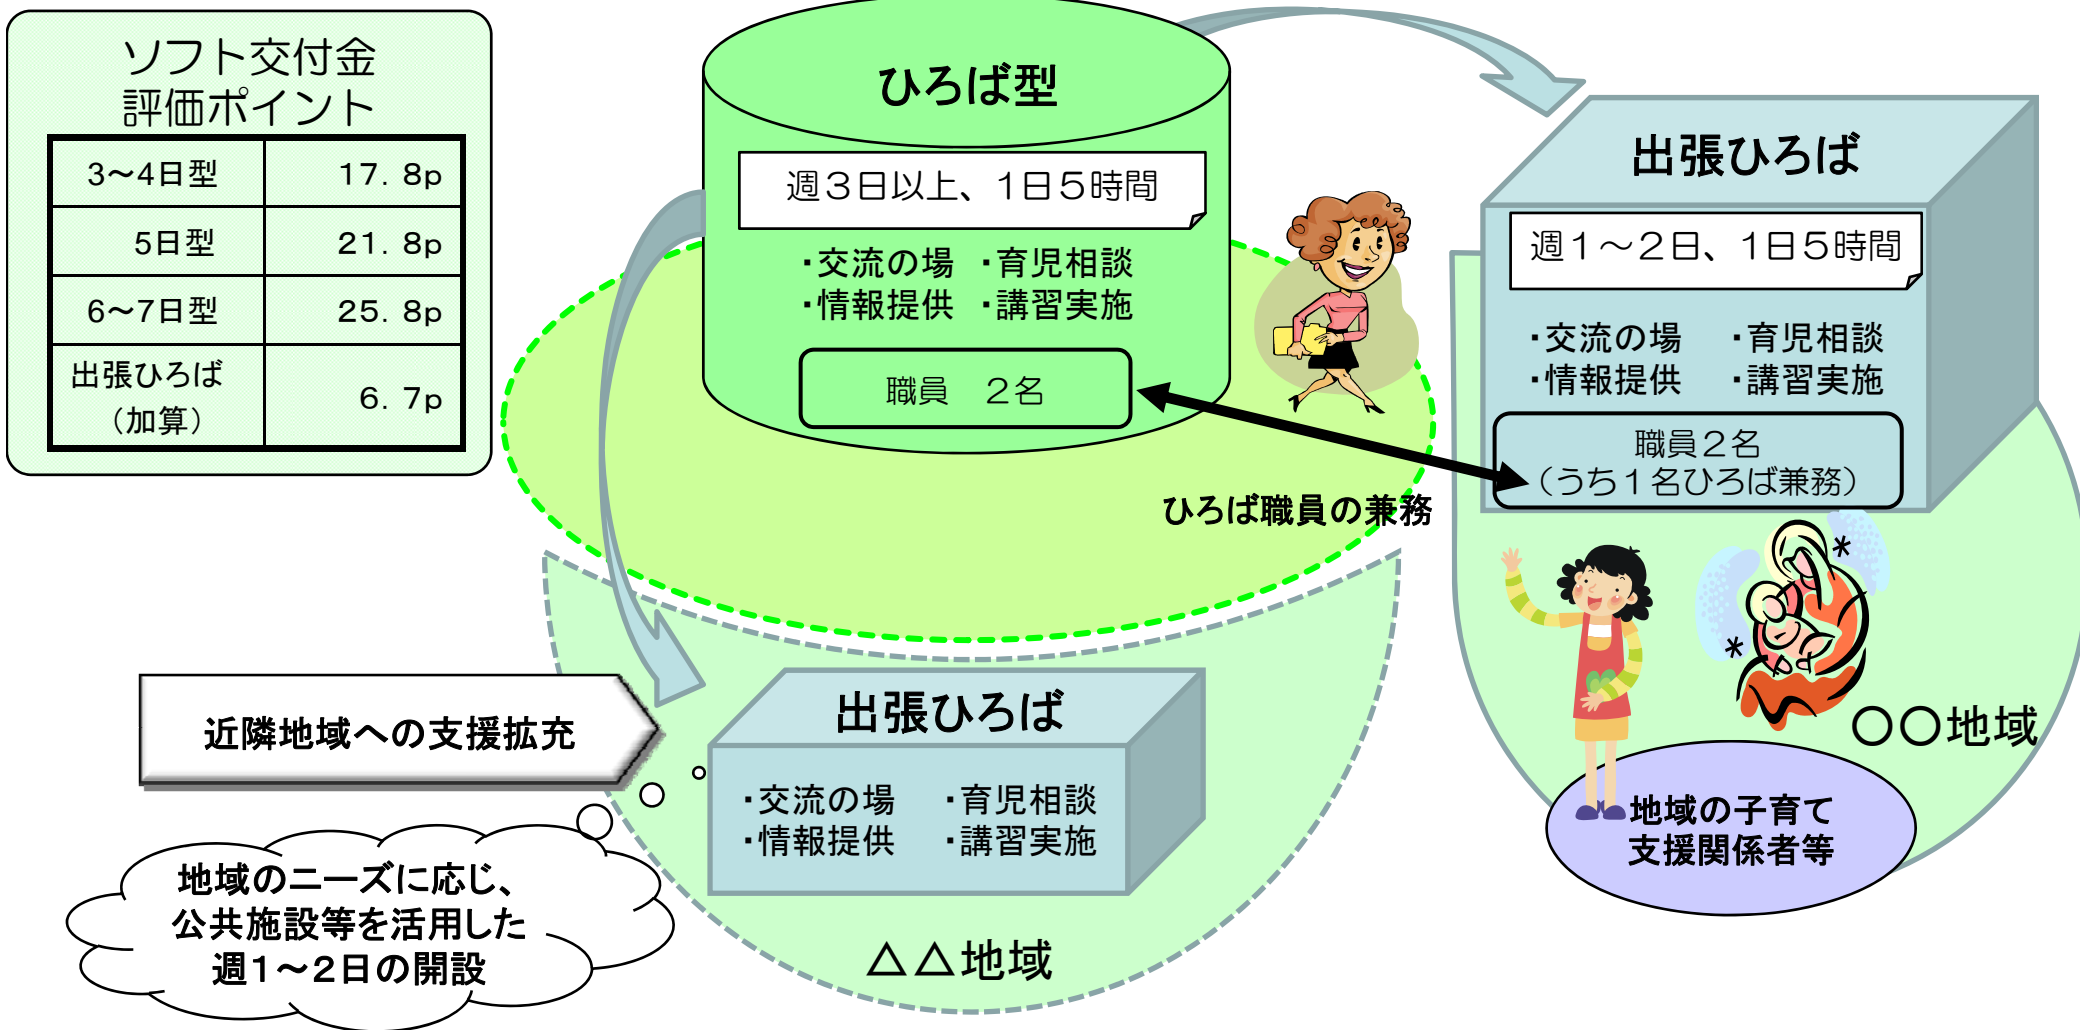 ソフト交付金
評価ポイント
3～4日型 １７．８p
5日型 ２１．８p
6～7日型 ２５．８p
出張ひろば
（加算） ６．７p
ひろば型
週３日以上、１日５時間
・交流の場 ・育児相談
・情報提供 ・講習実施
職員　２名
出張ひろば
週１～２日、１日５時間
・交流の場 ・育児相談
・情報提供 ・講習実施
職員２名
（うち１名ひろば兼務）
ひろば職員の兼務
〇〇地域
地域の子育て
支援関係者等
近隣地域への支援拡充
出張ひろば
・交流の場 ・育児相談
・情報提供 ・講習実施
△△地域
地域のニーズに応じ、
公共施設等を活用した
週１～２日の開設